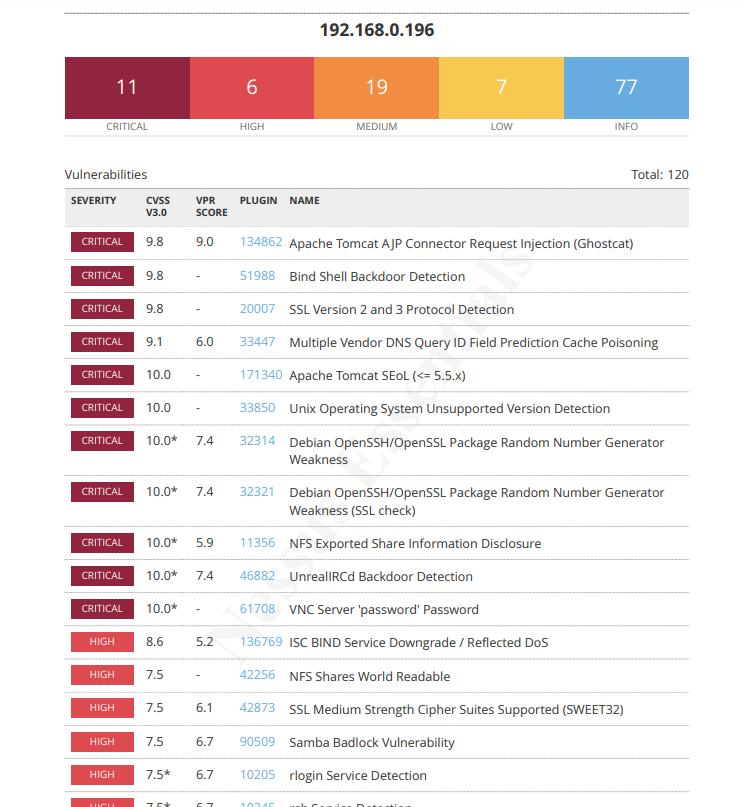 192.168.0.196
11 6 19 7 77
CRITICAL HIGH MEDIUM LOW INFO
Vulnerabilities Total: 120
SEVERITY CVSS V3.0 VPR SCORE PLUGIN NAME
CRITICAL 9.8 9.0 134862 Apache Tomcat AJP Connector Request Injection (Ghostcat)
CRITICAL 9.8 - 51988 Bind Shell Backdoor Detection
CRITICAL 9.8 - 20007 SSL Version 2 and 3 Protocol Detection
CRITICAL 9.1 6.0 33447 Multiple Vendor DNS Query ID Field Prediction Cache Poisoning
CRITICAL 10.0 - 171340 Apache Tomcat SEoL (<= 5.5.x)
CRITICAL 10.0 - 33850 Unix Operating System Unsupported Version Detection
CRITICAL 10.0* 7.4 32314 Debian OpenSSH/OpenSSL Package Random Number Generator
Weakness
CRITICAL 10.0* 7.4 32321 Debian OpenSSH/OpenSSL Package Random Number Generator
Weakness (SSL check)
CRITICAL 10.0* 5.9 11356 NFS Exported Share Information Disclosure
CRITICAL 10.0* 7.4 46882 UnrealIRCd Backdoor Detection
CRITICAL 10.0* - 61708 VNC Server 'password' Password
HIGH 8.6 5.2 136769 ISC BIND Service Downgrade / Reflected DoS
HIGH 7.5 - 42256 NFS Shares World Readable
HIGH 7.5 6.1 42873 SSL Medium Strength Cipher Suites Supported (SWEET32)
HIGH 7.5 6.7 90509 Samba Badlock Vulnerability
HIGH 7.5* 6.7 10205 rlogin Service Detection
7.5* 6.7 10245 rsh Service Detection
Nessus Essentials